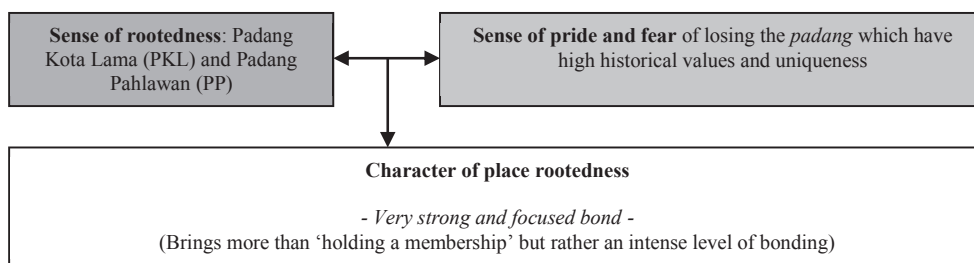 Sense of rootedness: Padang
Kota Lama (PKL) and Padang
Pahlawan (PP)
Sense of pride and fear of losing the padang which have
high historical values and uniqueness
Character of place rootedness
- Very strong and focused bond -
(Brings more than ‘holding a membership’ but rather an intense level of bonding)